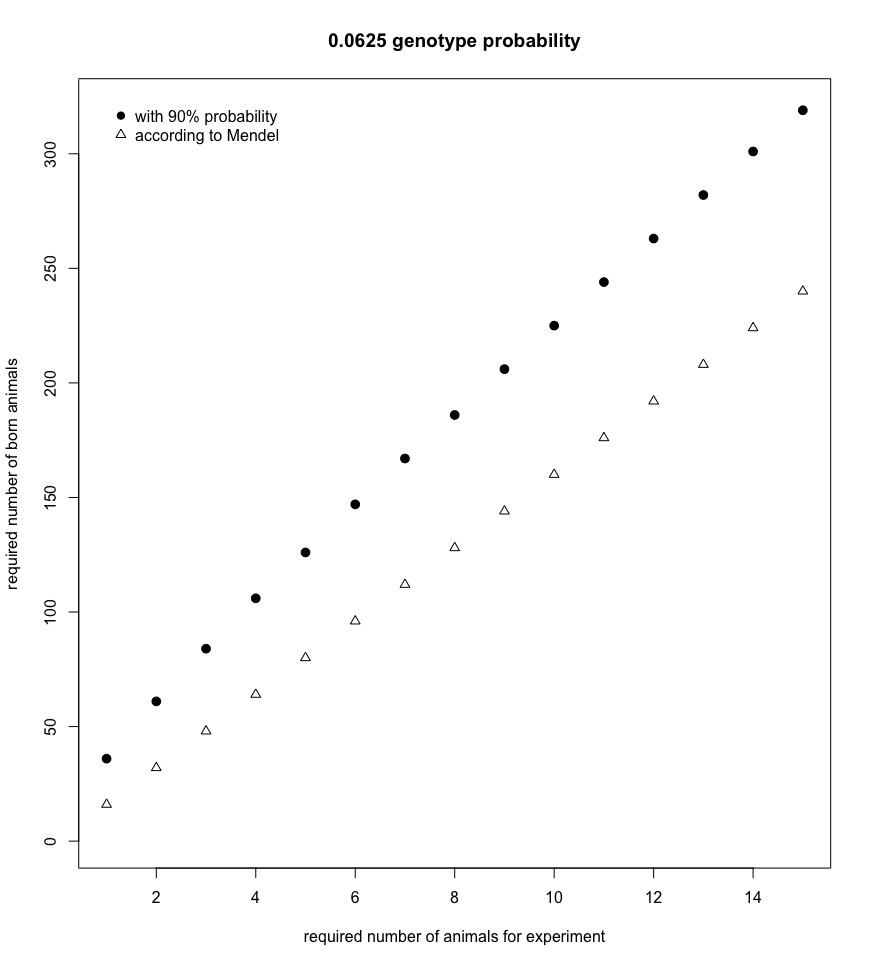 0.0625 genotype probability
with 90% probability
according to Mendel
300
250
200
150
100
50
0
required number of born animals
2 4 6 8 10 12 14
required number of animals for experiment